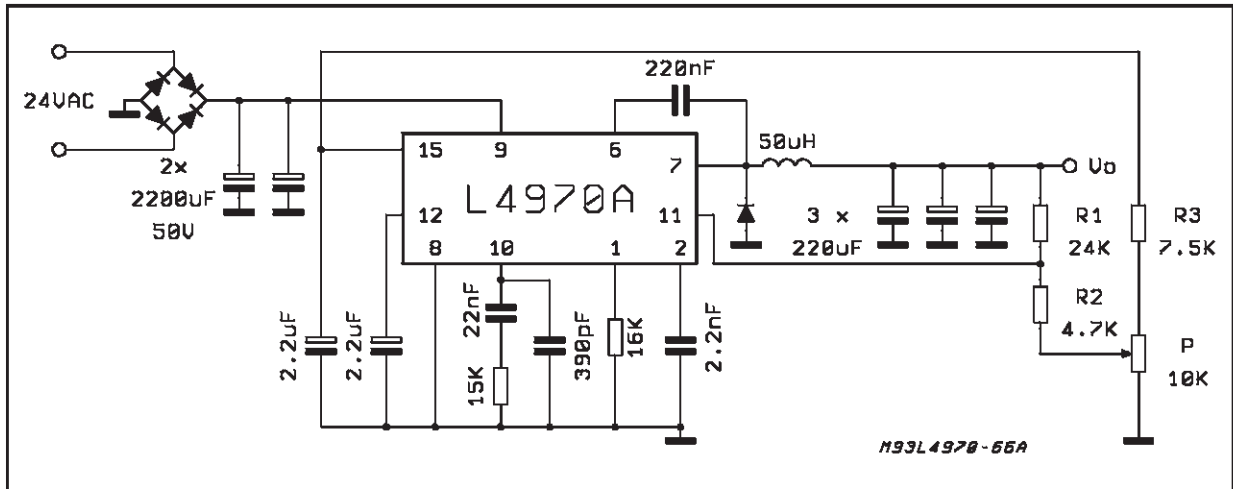 220nF
24VAC
50uH
15 9 6
7
Vo
2x
2200uF
50V
L4970A
12
11
3 x
220uF
R1
24K
R3
7.5K
8 10 1 2
R2
4.7K
2.2uF
2.2uF
22nF
15K
390pF
16K
2.2nF
P
10K
M93L4970-66A